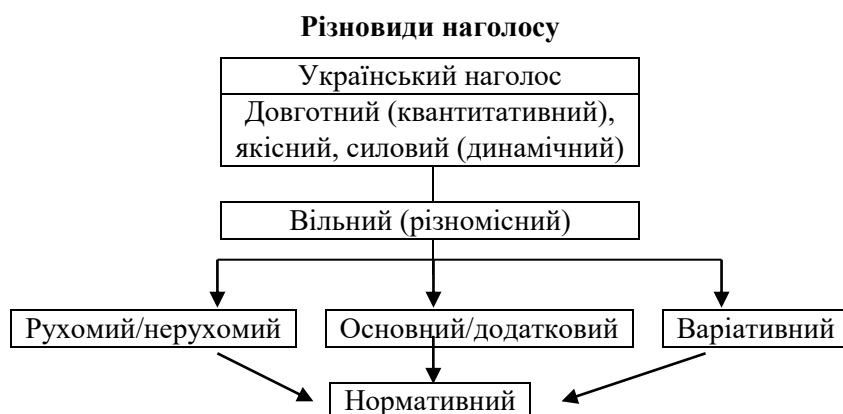 Різновиди наголосу
Український наголос
Довготний (квантитативний),
якісний, силовий (динамічний)
Вільний (різномісний)
Рухомий/нерухомий
Основний/додатковий
Варіативний
Нормативний